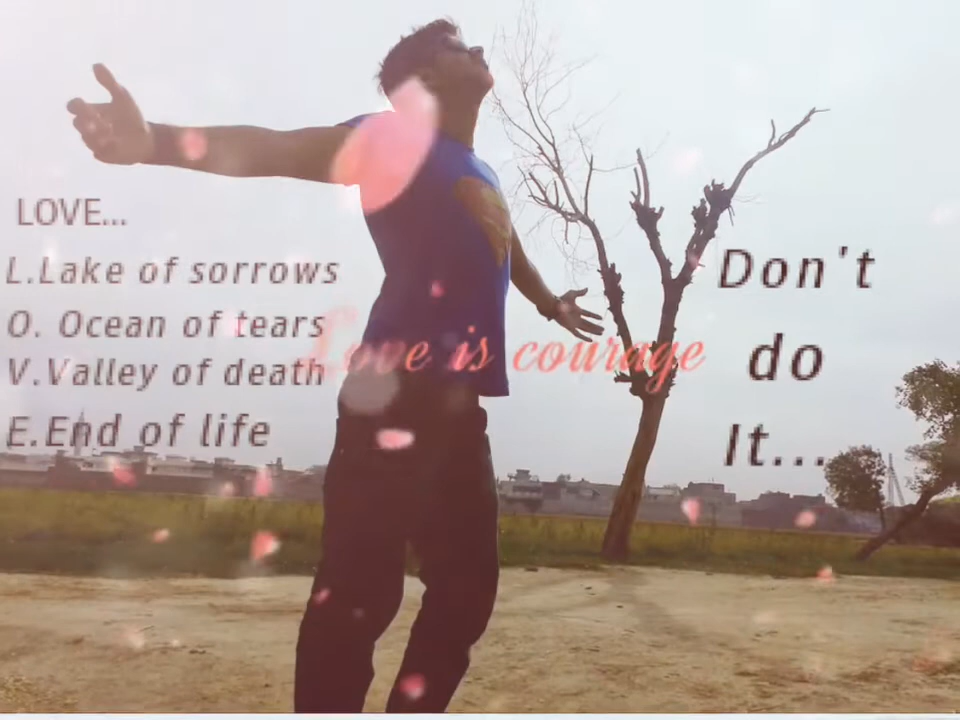 LOVE...
L.Lake of sorrows
O. Ocean of tears
V.Valley of death
E.End of life
Love is courage
Don't
do
It...